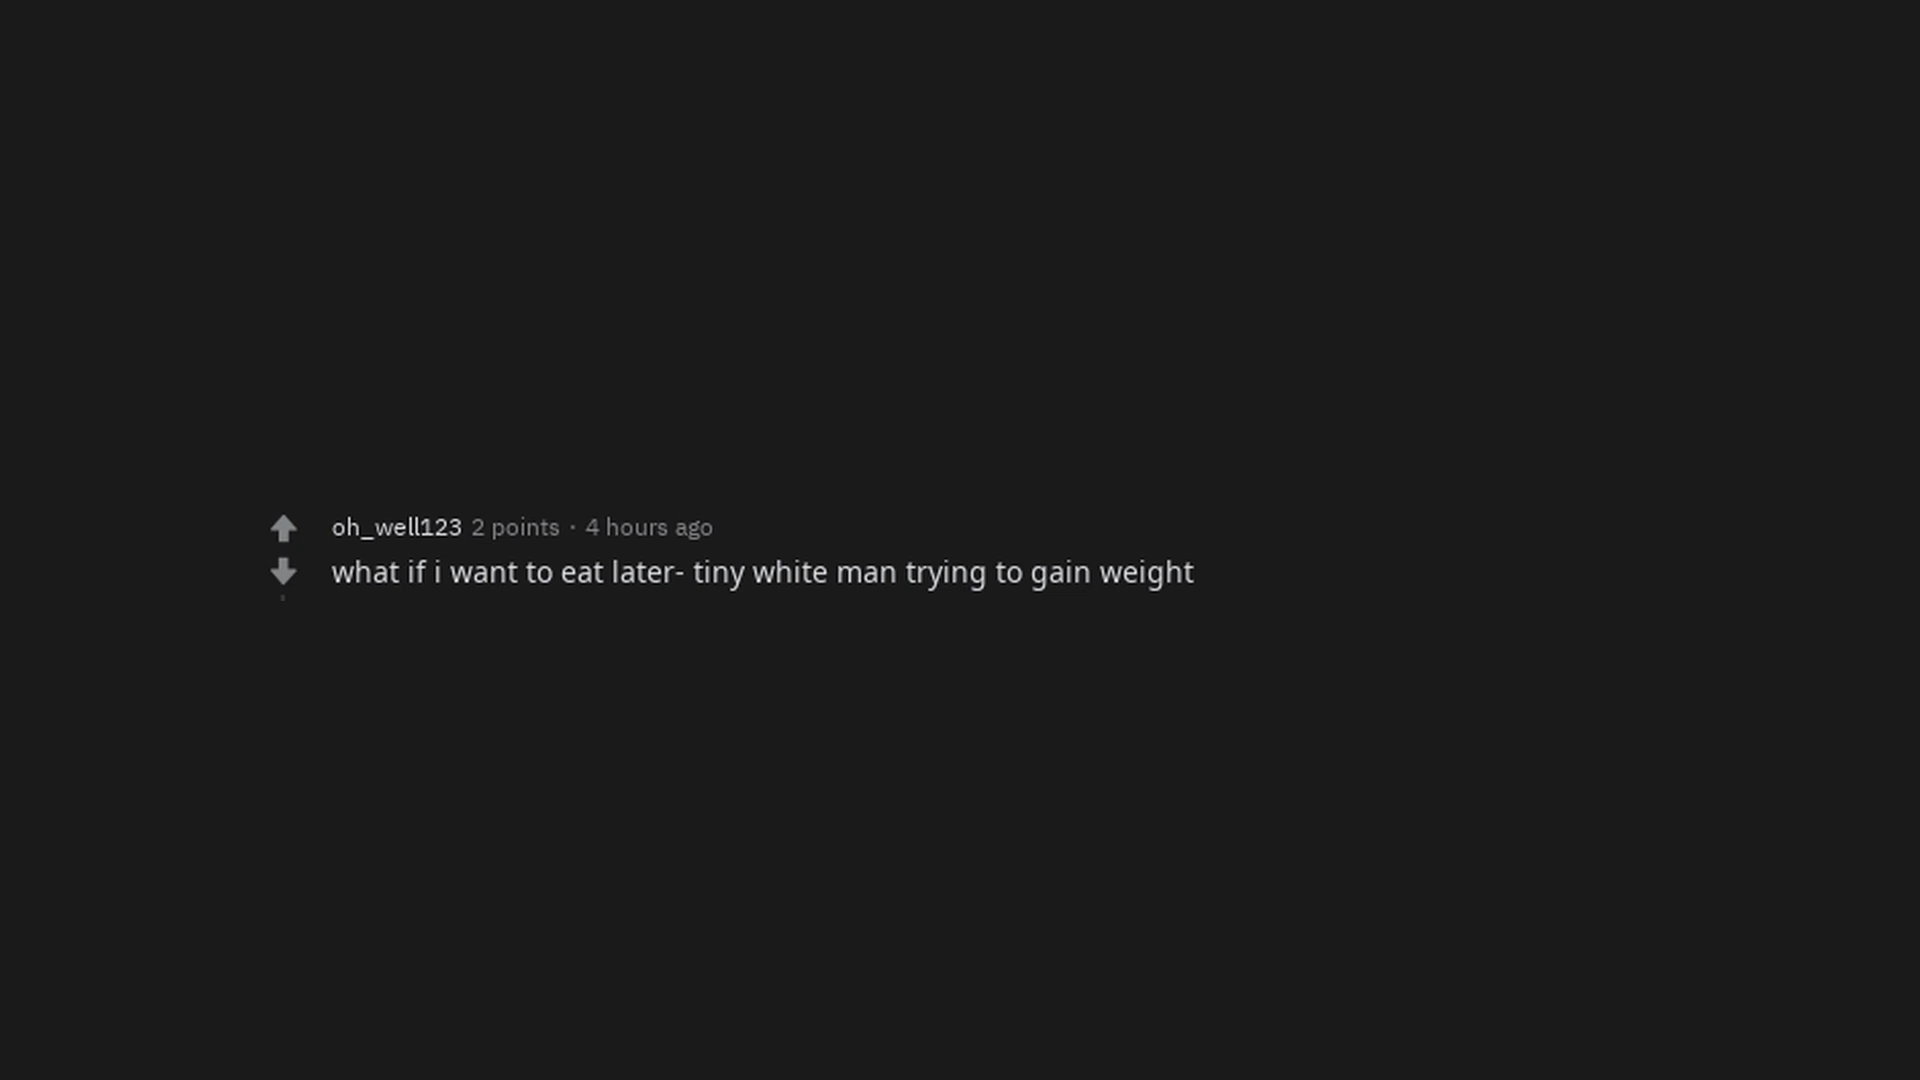 oh_well123 2 points · 4 hours ago
what if i want to eat later- tiny white man trying to gain weight